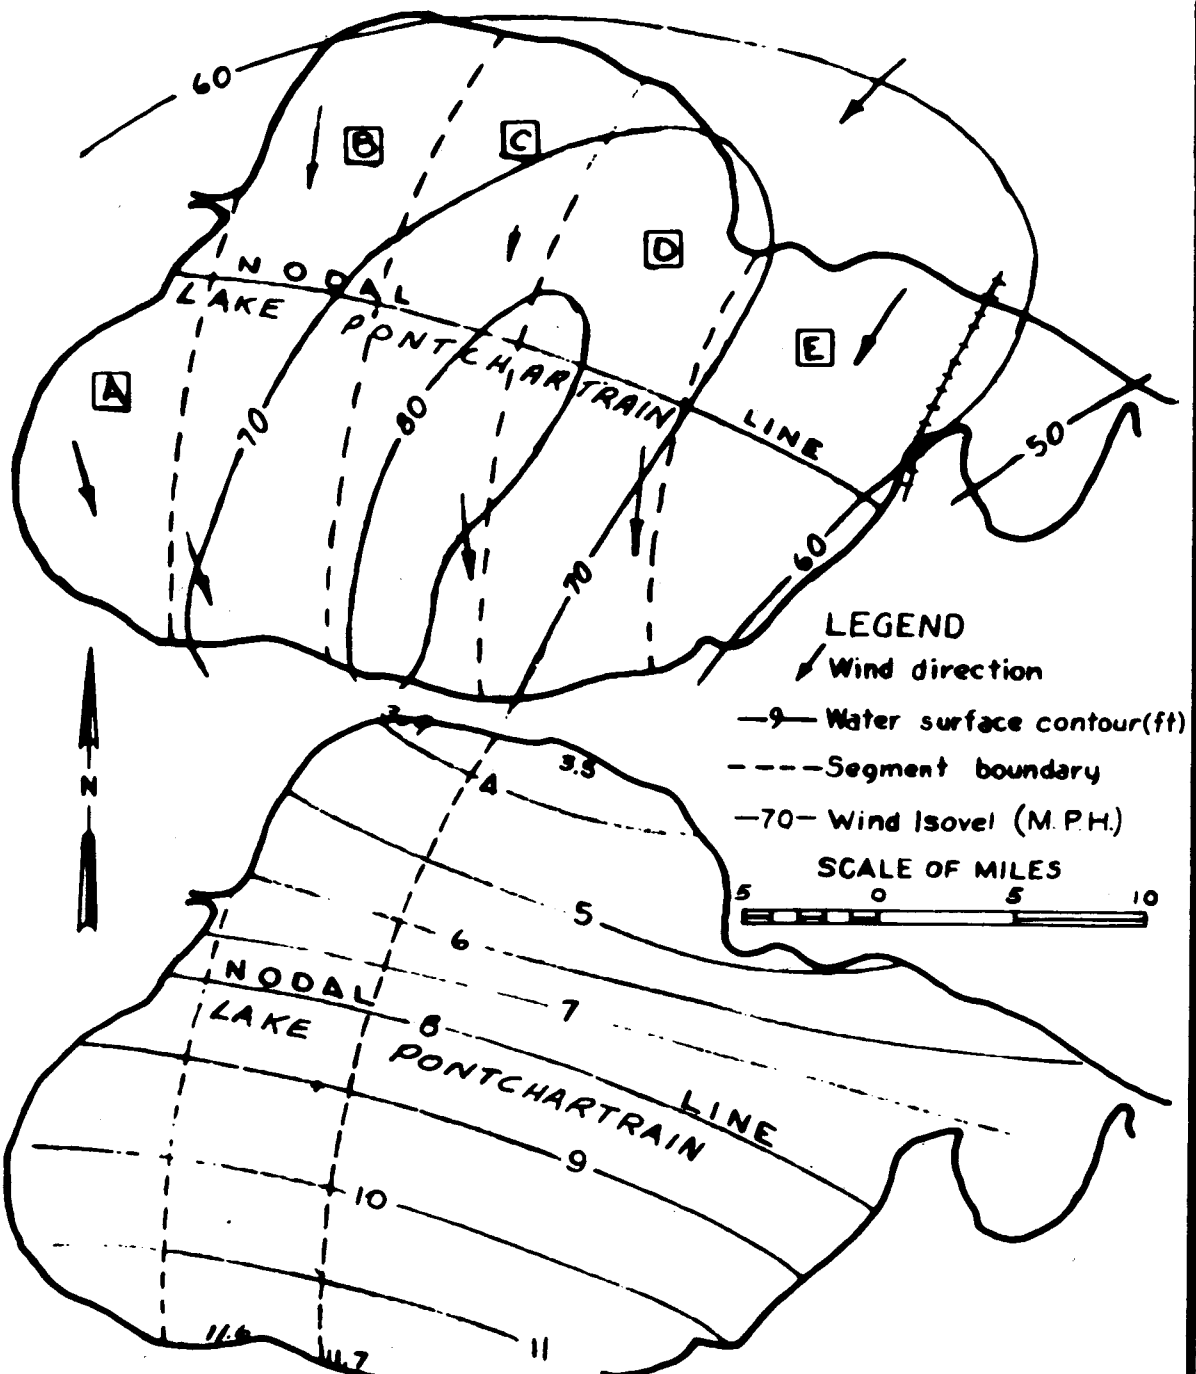 60
B
C
D
NODAL
LAKE
PONTCHARTRAIN
LINE
A
E
70
80
50
70
60
LEGEND
Wind direction
—9— Water surface contour(ft)
----Segment boundary
—70— Wind Isovel (M.P.H.)
SCALE OF MILES
5 0 5 10
N
3.5
4
5
6
7
NODAL
LAKE
8
PONTCHARTRAIN
LINE
9
10
11.6
11.7
11